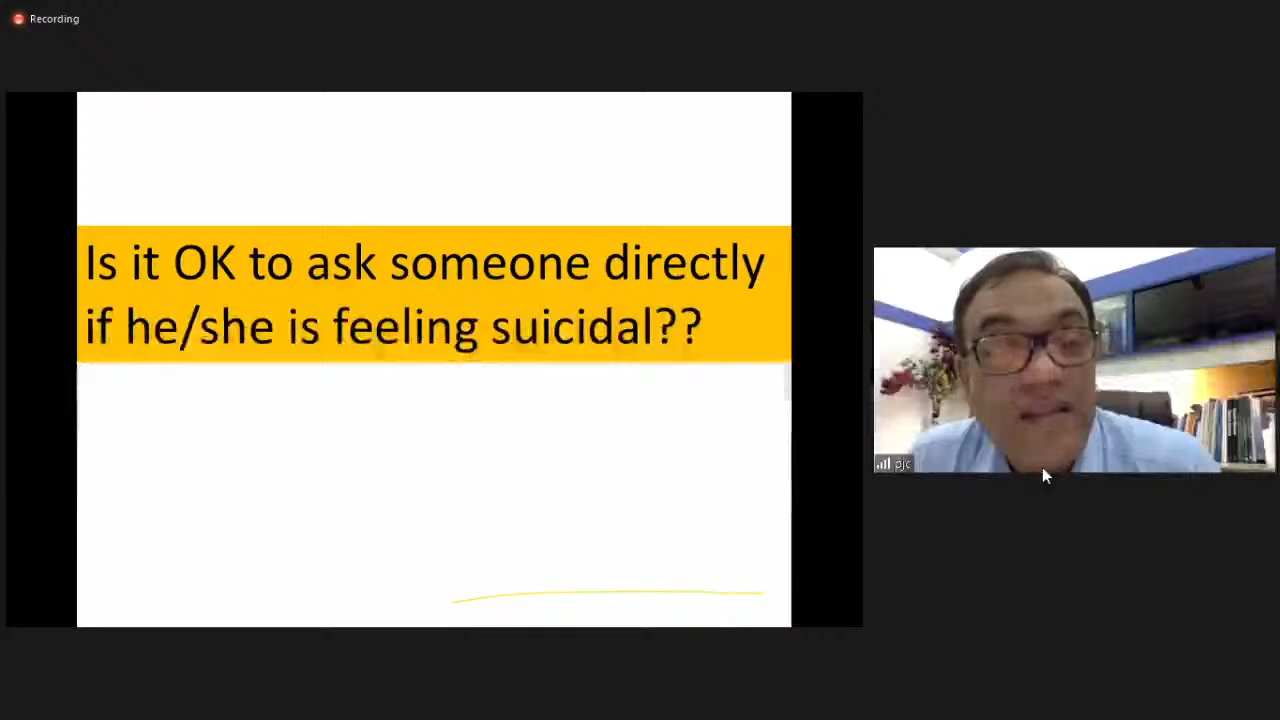 Recording
Is it OK to ask someone directly
if he/she is feeling suicidal??
pjc